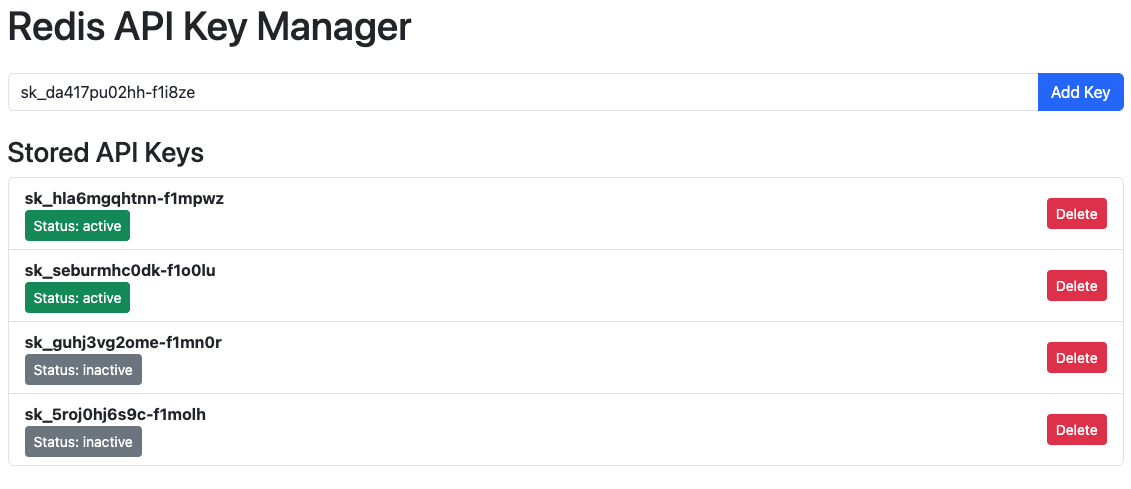 Redis API Key Manager
sk_da417pu02hh-f1i8ze
Add Key
Stored API Keys
sk_hla6mgqhtnn-f1mpwz
Status: active
Delete
sk_seburmhc0dk-f1o0lu
Status: active
Delete
sk_guhj3vg2ome-f1mn0r
Status: inactive
Delete
sk_5roj0hj6s9c-f1molh
Status: inactive
Delete